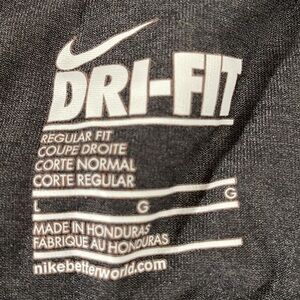 DRI-FIT
REGULAR FIT
COUPE DROITE
CORTE NORMAL
CORTE REGULAR
L G G
MADE IN HONDURAS
FABRIQUE AU HONDURAS
nikebetterworld.com